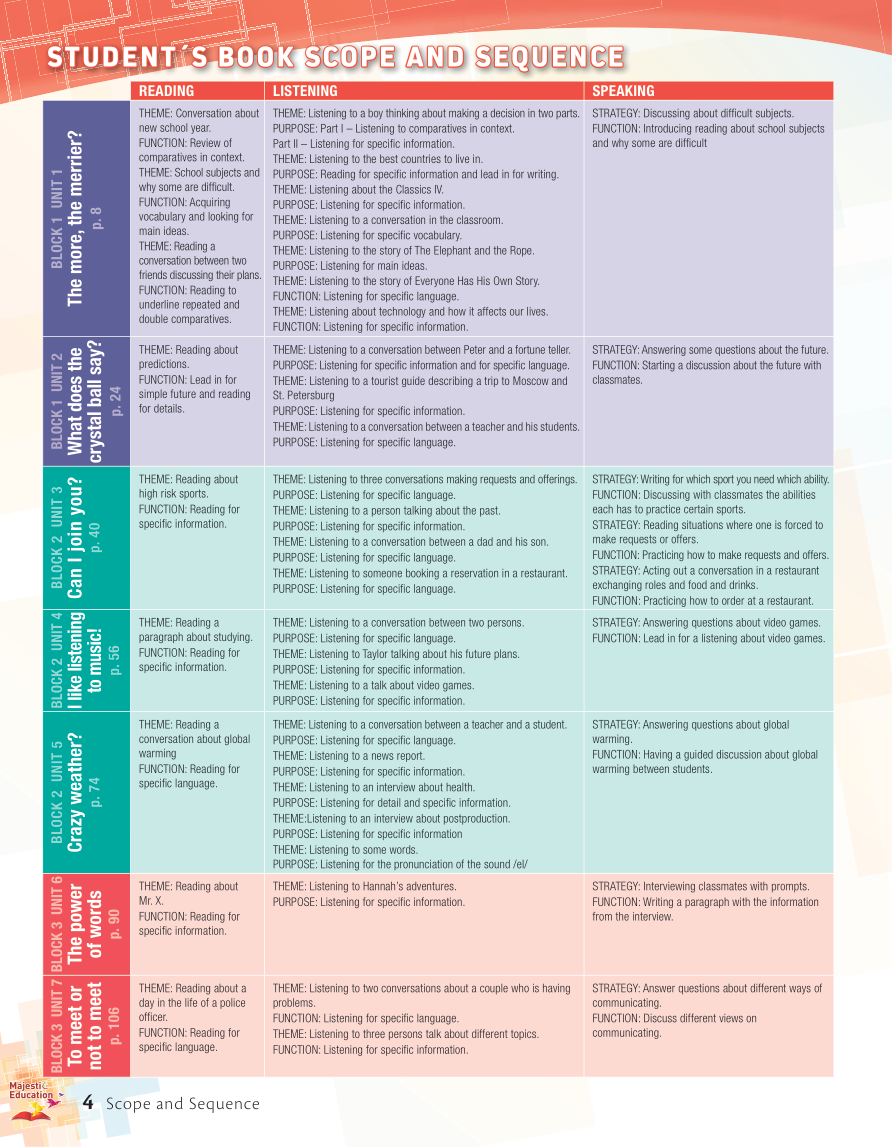 STUDENT´S BOOK SCOPE AND SEQUENCE
READING
LISTENING
SPEAKING
BLOCK 1 UNIT 1
The more, the merrier?
p. 8
THEME: Conversation about
new school year.
FUNCTION: Review of
comparatives in context.
THEME: School subjects and
why some are difficult.
FUNCTION: Acquiring
vocabulary and looking for
main ideas.
THEME: Reading a
conversation between two
friends discussing their plans.
FUNCTION: Reading to
underline repeated and
double comparatives.
THEME: Listening to a boy thinking about making a decision in two parts.
PURPOSE: Part I – Listening to comparatives in context.
Part II – Listening for specific information.
THEME: Listening to the best countries to live in.
PURPOSE: Reading for specific information and lead in for writing.
THEME: Listening about the Classics IV.
PURPOSE: Listening for specific information.
THEME: Listening to a conversation in the classroom.
PURPOSE: Listening for specific vocabulary.
THEME: Listening to the story of The Elephant and the Rope.
PURPOSE: Listening for main ideas.
THEME: Listening to the story of Everyone Has His Own Story.
FUNCTION: Listening for specific language.
THEME: Listening about technology and how it affects our lives.
FUNCTION: Listening for specific information.
STRATEGY: Discussing about difficult subjects.
FUNCTION: Introducing reading about school subjects
and why some are difficult
BLOCK 1 UNIT 2
What does the
crystal ball say?
p. 24
THEME: Reading about
predictions.
FUNCTION: Lead in for
simple future and reading
for details.
THEME: Listening to a conversation between Peter and a fortune teller.
PURPOSE: Listening for specific information and for specific language.
THEME: Listening to a tourist guide describing a trip to Moscow and
St. Petersburg
PURPOSE: Listening for specific information.
THEME: Listening to a conversation between a teacher and his students.
PURPOSE: Listening for specific language.
STRATEGY: Answering some questions about the future.
FUNCTION: Starting a discussion about the future with
classmates.
BLOCK 2 UNIT 3
Can I join you?
p. 40
THEME: Reading about
high risk sports.
FUNCTION: Reading for
specific information.
THEME: Listening to three conversations making requests and offerings.
PURPOSE: Listening for specific language.
THEME: Listening to a person talking about the past.
PURPOSE: Listening for specific information.
THEME: Listening to a conversation between a dad and his son.
PURPOSE: Listening for specific language.
THEME: Listening to someone booking a reservation in a restaurant.
PURPOSE: Listening for specific language.
STRATEGY: Writing for which sport you need which ability.
FUNCTION: Discussing with classmates the abilities
each has to practice certain sports.
STRATEGY: Reading situations where one is forced to
make requests or offers.
FUNCTION: Practicing how to make requests and offers.
STRATEGY: Acting out a conversation in a restaurant
exchanging roles and food and drinks.
FUNCTION: Practicing how to order at a restaurant.
BLOCK 2 UNIT 4
I like listening
to music!
p. 56
THEME: Reading a
paragraph about studying.
FUNCTION: Reading for
specific information.
THEME: Listening to a conversation between two persons.
PURPOSE: Listening for specific language.
THEME: Listening to Taylor talking about his future plans.
PURPOSE: Listening for specific information.
THEME: Listening to a talk about video games.
PURPOSE: Listening for specific information.
STRATEGY: Answering questions about video games.
FUNCTION: Lead in for a listening about video games.
BLOCK 2 UNIT 5
Crazy weather?
p. 74
THEME: Reading a
conversation about global
warming
FUNCTION: Reading for
specific language.
THEME: Listening to a conversation between a teacher and a student.
PURPOSE: Listening for specific language.
THEME: Listening to a news report.
PURPOSE: Listening for specific information.
THEME: Listening to an interview about health.
PURPOSE: Listening for detail and specific information.
THEME:Listening to an interview about postproduction.
PURPOSE: Listening for specific information
THEME: Listening to some words.
PURPOSE: Listening for the pronunciation of the sound /el/
STRATEGY: Answering questions about global
warming.
FUNCTION: Having a guided discussion about global
warming between students.
BLOCK 3 UNIT 6
The power
of words
p. 90
THEME: Reading about
Mr. X.
FUNCTION: Reading for
specific information.
THEME: Listening to Hannah's adventures.
PURPOSE: Listening for specific information.
STRATEGY: Interviewing classmates with prompts.
FUNCTION: Writing a paragraph with the information
from the interview.
BLOCK 3 UNIT 7
To meet or
not to meet
p. 106
THEME: Reading about a
day in the life of a police
officer.
FUNCTION: Reading for
specific language.
THEME: Listening to two conversations about a couple who is having
problems.
FUNCTION: Listening for specific language.
THEME: Listening to three persons talk about different topics.
FUNCTION: Listening for specific information.
STRATEGY: Answer questions about different ways of
communicating.
FUNCTION: Discuss different views on
communicating.
Majestic
Education
4 Scope and Sequence